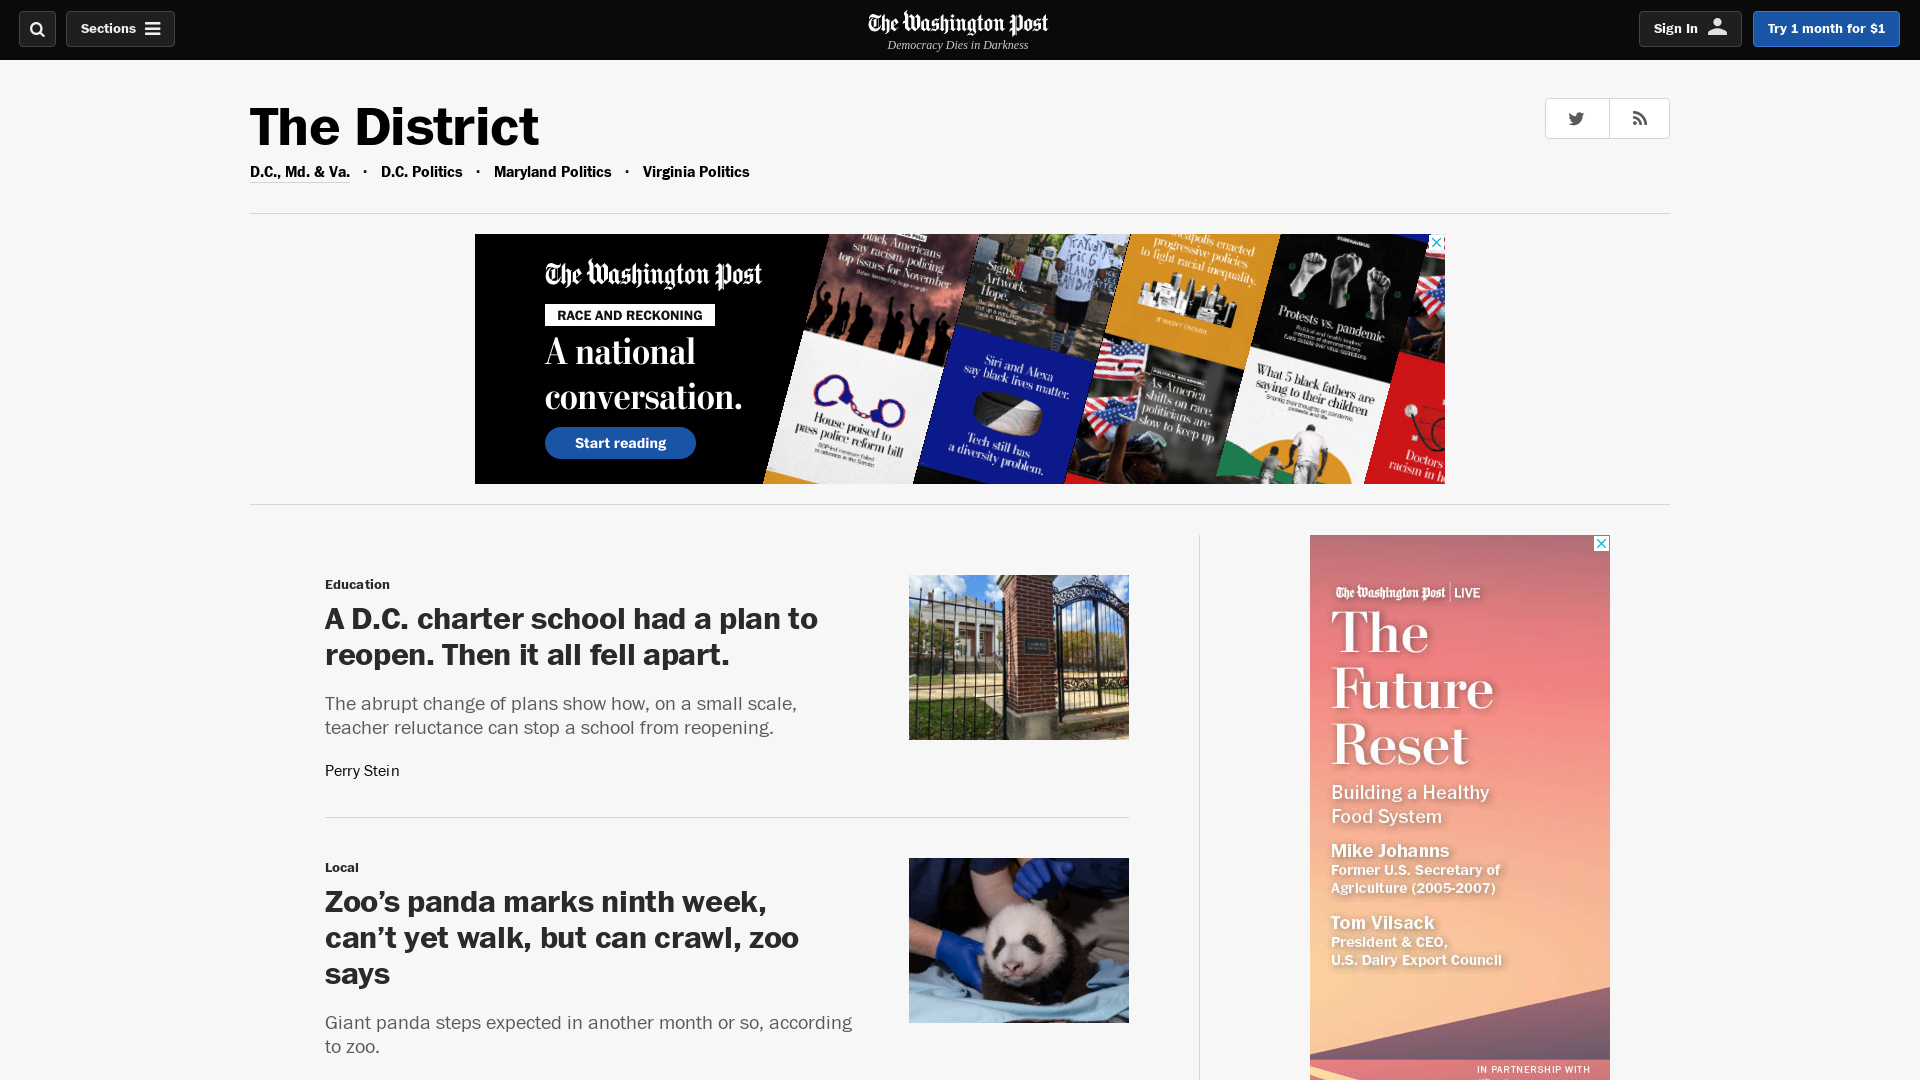 Sections
The Washington Post
Democracy Dies in Darkness
Sign In
Try 1 month for $1
The District
D.C., Md. & Va. · D.C. Politics · Maryland Politics · Virginia Politics
The Washington Post
RACE AND RECKONING
A national
conversation.
Start reading
Black Americans
say racism, policing
top issues for November
Signs.
Artwork.
Hope.
enacted
progressive policies
to fight racial inequality.
IT WASN'T ENOUGH.
CORONAVIRUS
Protests vs. pandemic
House poised to
pass police reform bill
Siri and Alexa
say black lives matter.
Tech still has
a diversity problem.
POLITICAL RECKONING
As America
shifts on race,
politicians are
slow to keep up
What 5 black fathers are
saying to their children
Doctors
racism in
Education
A D.C. charter school had a plan to
reopen. Then it all fell apart.
The abrupt change of plans show how, on a small scale,
teacher reluctance can stop a school from reopening.
Perry Stein
Local
Zoo’s panda marks ninth week,
can’t yet walk, but can crawl, zoo
says
Giant panda steps expected in another month or so, according
to zoo.
The Washington Post LIVE
The
Future
Reset
Building a Healthy
Food System
Mike Johanns
Former U.S. Secretary of
Agriculture (2005-2007)
Tom Vilsack
President & CEO,
U.S. Dairy Export Council
IN PARTNERSHIP WITH